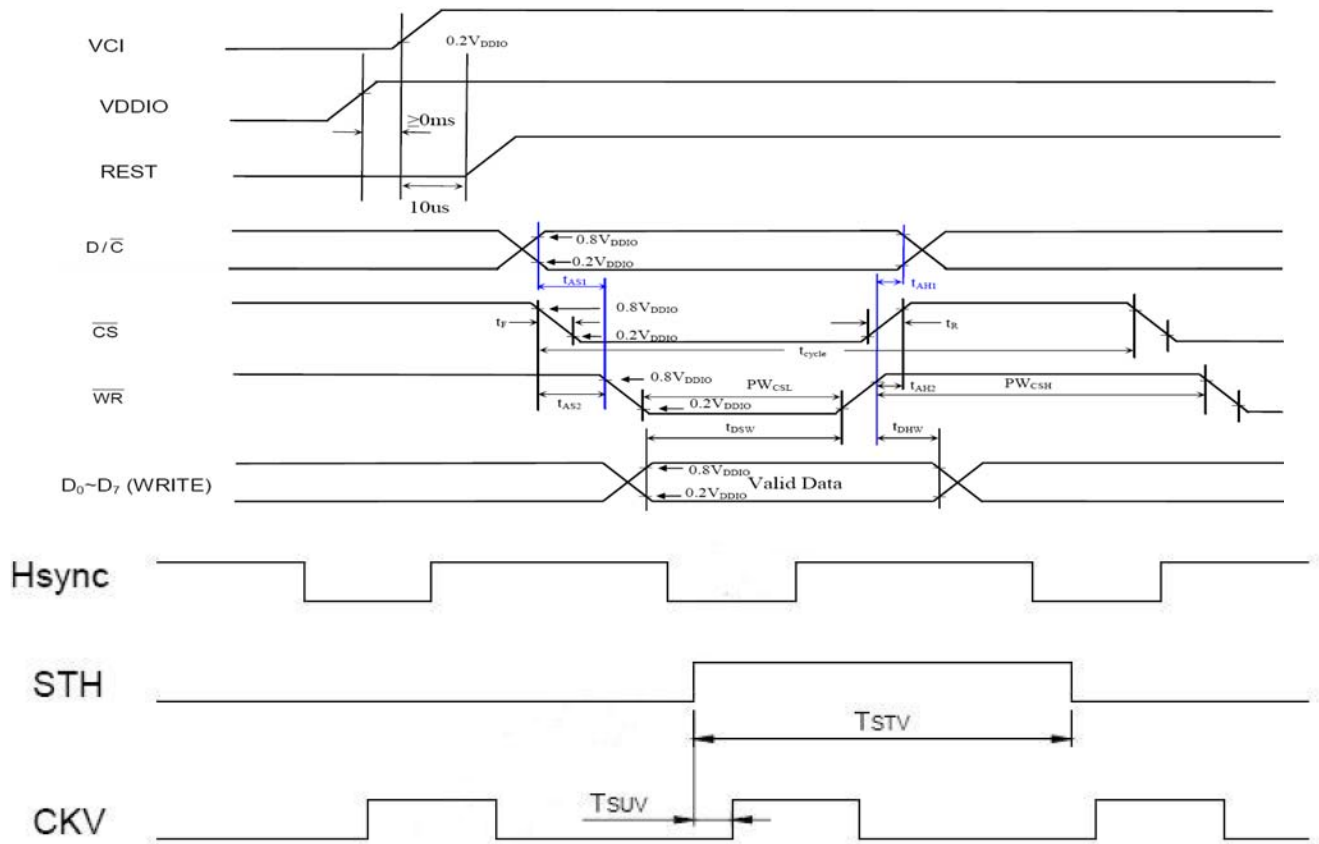 VCI
0.2VDDIO
VDDIO
≥0ms
REST
10us
D/C̅
0.8VDDIO
0.2VDDIO
tAS1
tAH1
C̅S̅
0.8VDDIO
tF
tR
0.2VDDIO
tcycle
W̅R̅
0.8VDDIO
PWCSL
tAH2
PWCSH
tAS2
0.2VDDIO
tDSW
tDHW
D0~D7 (WRITE)
0.8VDDIO
Valid Data
0.2VDDIO
Hsync
STH
TSTV
TSUV
CKV